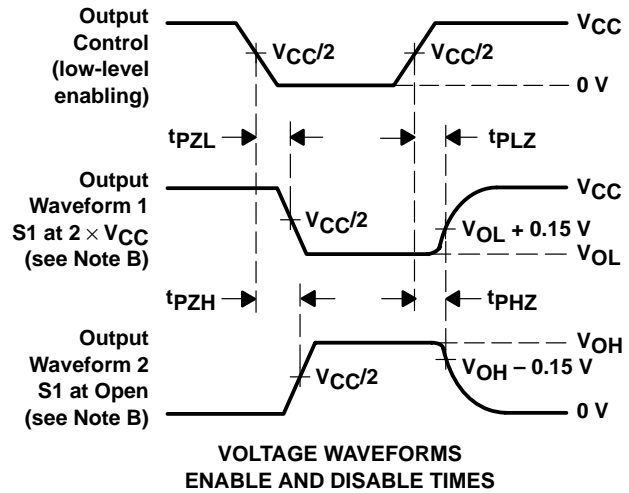 Output
Control
(low-level
enabling)
VCC/2
VCC/2
VCC
0 V
tPZL
tPLZ
Output
Waveform 1
S1 at 2 × VCC
(see Note B)
VCC/2
VCC
VOL + 0.15 V
VOL
tPZH
tPHZ
Output
Waveform 2
S1 at Open
(see Note B)
VCC/2
VOH
VOH – 0.15 V
0 V
VOLTAGE WAVEFORMS
ENABLE AND DISABLE TIMES